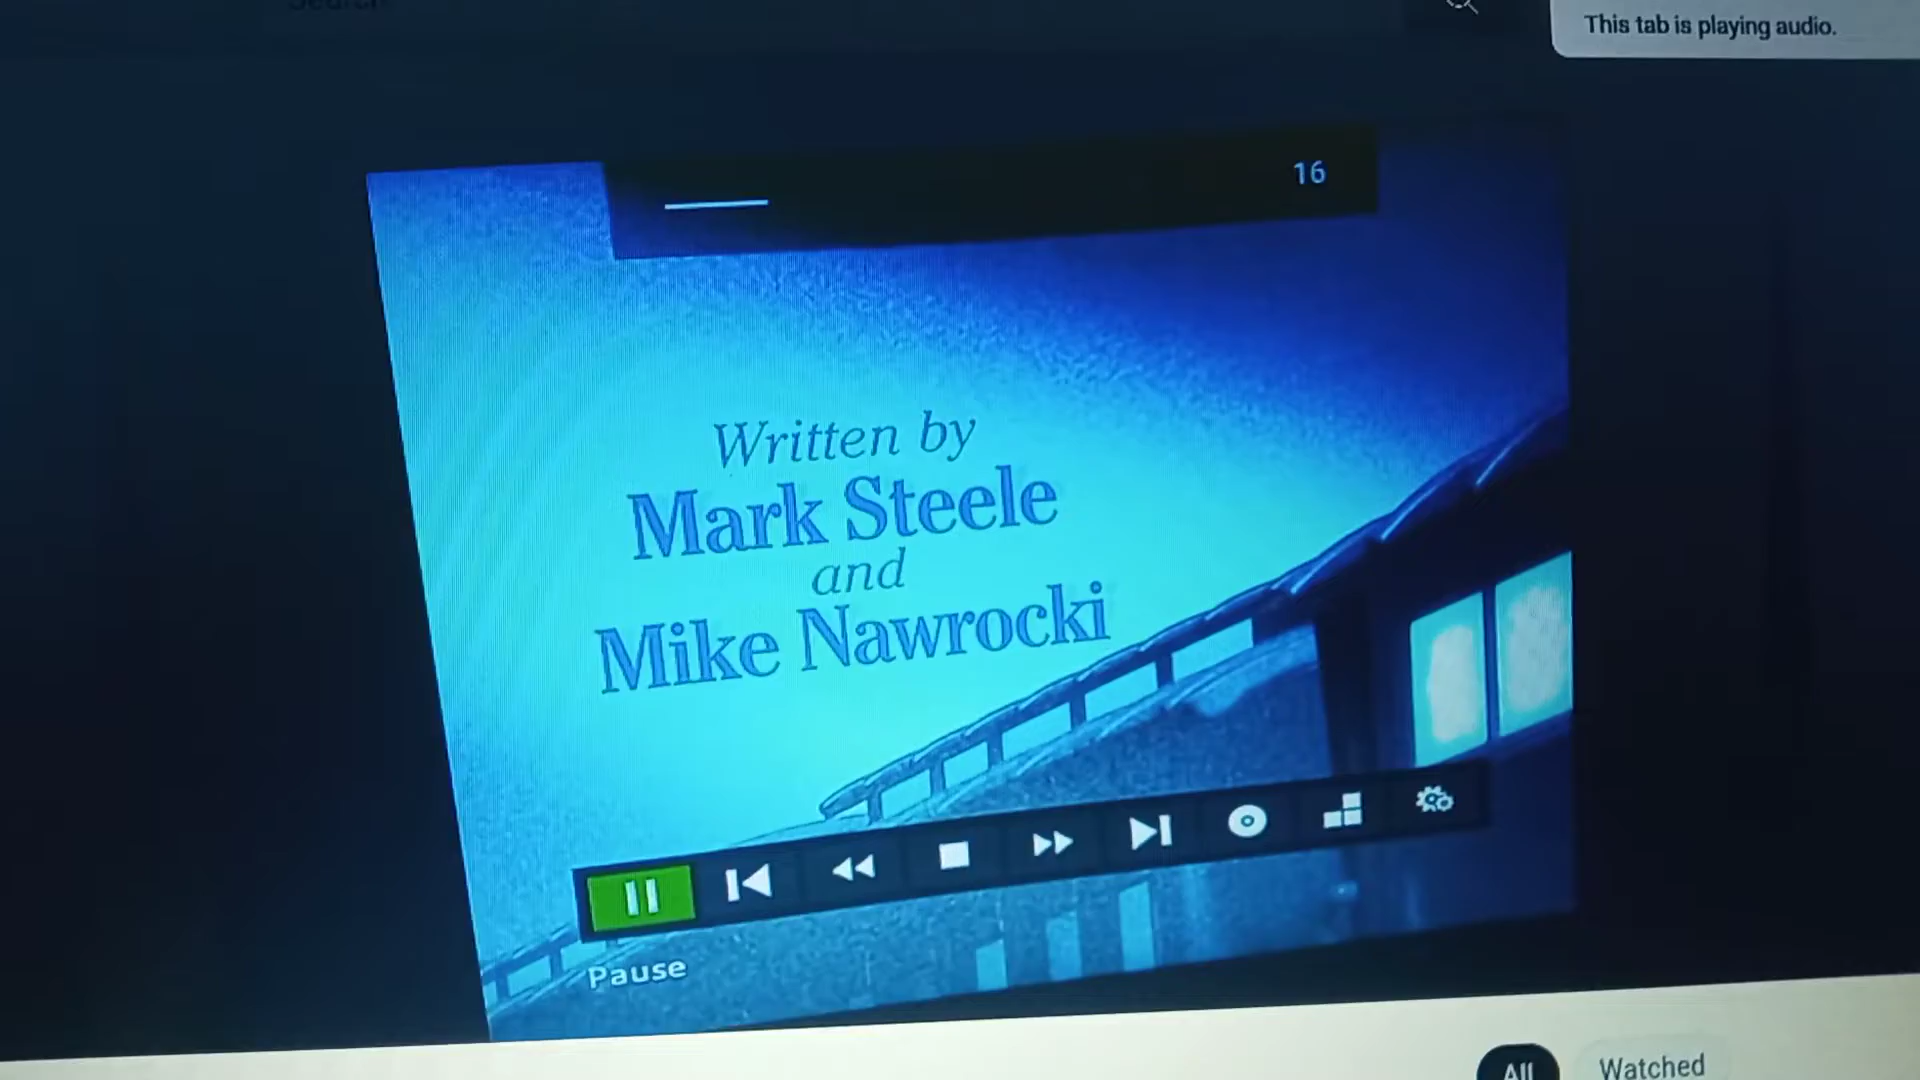 This tab is playing audio.
16
Written by
Mark Steele
and
Mike Nawrocki
Pause
All
Watched